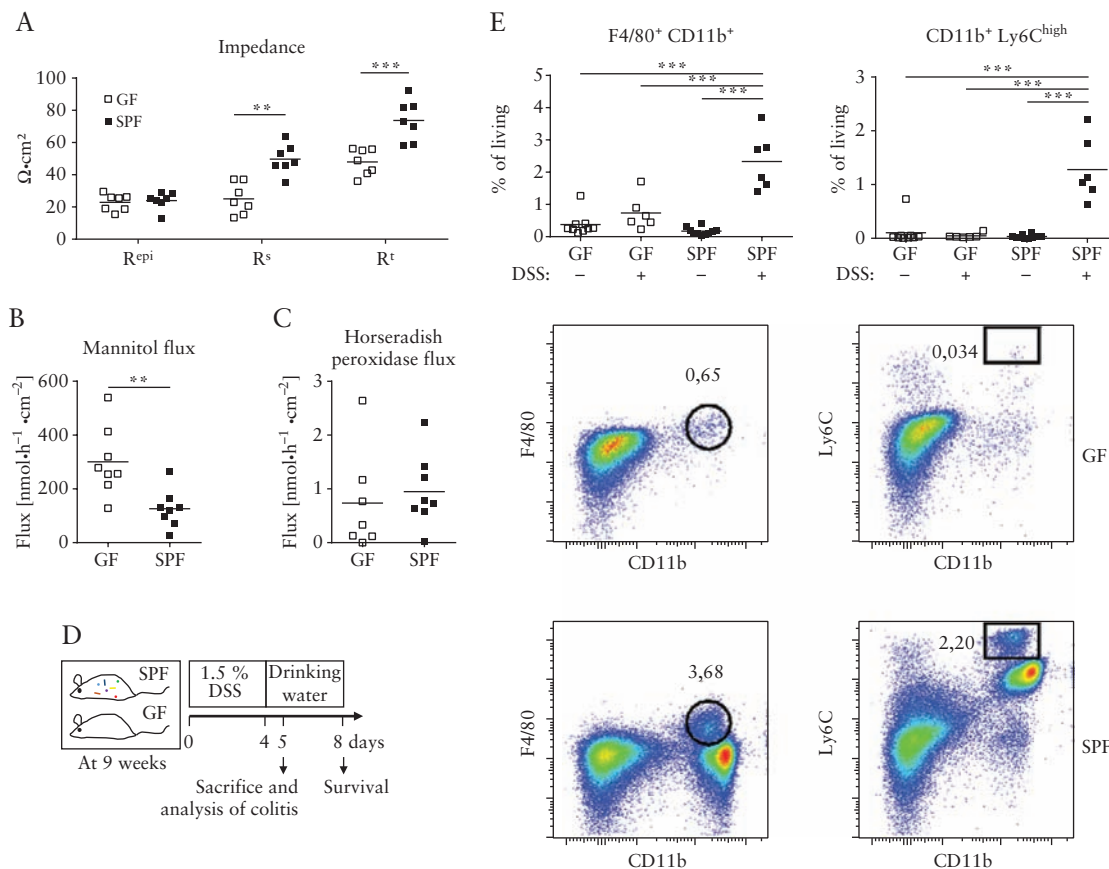 A
Impedance
** ***
100
80
60
40
20
0
Ω•cm²
GF
SPF
Rᵉᵖⁱ Rˢ Rᵗ
B
Mannitol flux
**
600
400
200
0
Flux [nmol•h⁻¹ •cm⁻²]
GF SPF
C
Horseradish
peroxidase flux
3
2
1
0
Flux [nmol•h⁻¹ •cm⁻²]
GF SPF
D
SPF
GF
At 9 weeks
1.5 %
DSS
Drinking
water
0 4 5 8 days
Sacrifice and
analysis of colitis
Survival
E
F4/80⁺ CD11b⁺
***
***
***
5
4
3
2
1
0
% of living
GF GF SPF SPF
DSS: − + − +
CD11b⁺ Ly6Cʰⁱᵍʰ
***
***
***
3
2
1
0
% of living
GF GF SPF SPF
DSS: − + − +
0,65
F4/80
CD11b
0,034
Ly6C
CD11b
GF
3,68
F4/80
CD11b
2,20
Ly6C
CD11b
SPF